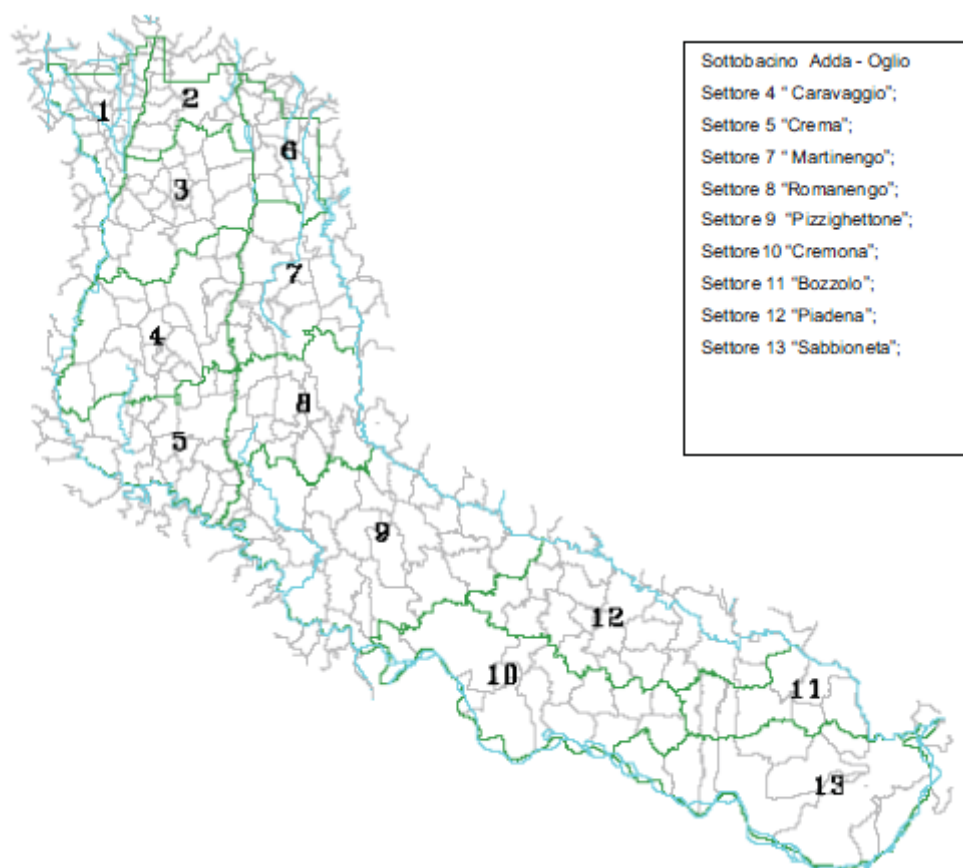 Sottobacino Adda - Oglio
Settore 4 " Caravaggio";
Settore 5 "Crema";
Settore 7 " Martinengo";
Settore 8 "Romanengo";
Settore 9 "Pizzighettone";
Settore 10 "Cremona";
Settore 11 "Bozzolo";
Settore 12 "Piadena";
Settore 13 "Sabbioneta";
1
2
6
3
7
4
8
5
9
12
10
11
13